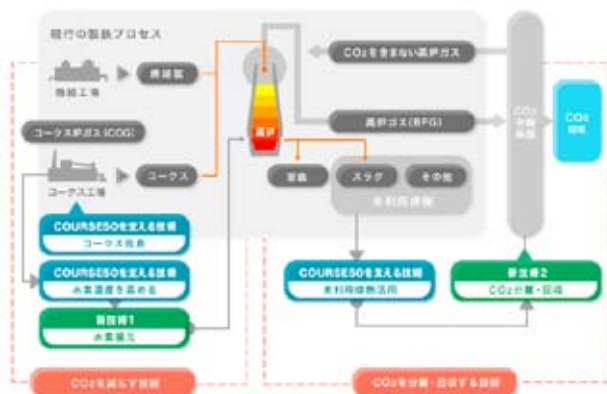 現行の製鉄プロセス
CO2を含まない高炉ガス
焼結工場
焼結鉱
コークス炉ガス(COG)
高炉
高炉ガス(BFG)
CO2
CO2
コークス工場
コークス
スラグ
その他
COURSE50を支える技術
コークス改良
COURSE50を支える技術
水素濃度を高める
COURSE50を支える技術
未利用排熱活用
新技術2
CO2分離・回収
新技術1
水素還元
CO2を減らす技術
CO2を分離・回収する技術